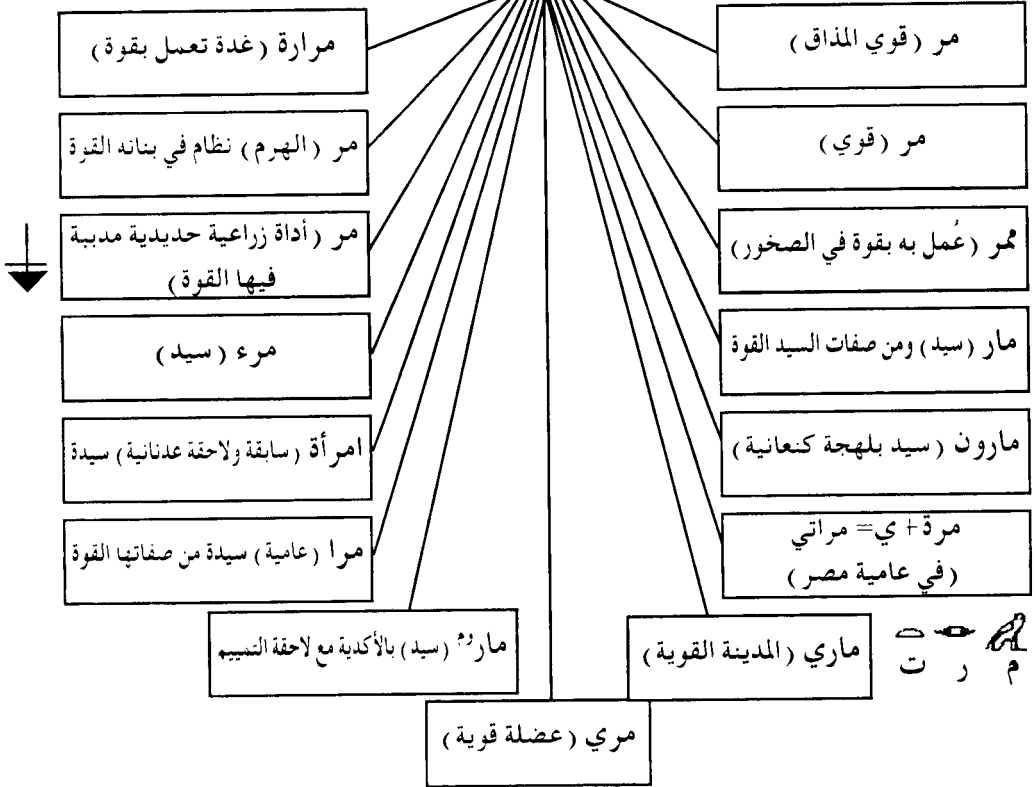 مر (قوي المذاق)
مرارة (غدة تعمل بقوة)
مر (قوي)
مر (الهرم) نظام في بنائه القوة
ممر (عُمل به بقوة في الصخور)
مر (أداة زراعية حديدية مدببة
فيها القوة)
مار (سيد) ومن صفات السيد القوة
مرء (سيد)
مارون (سيد بلهجة كنعانية)
امرأة (سابقة ولاحقة عدنانية) سيدة
مرة + ي = مراتي
(في عامية مصر)
مرا (عامية) سيدة من صفاتها القوة
م ر ت
ماري (المدينة القوية)
ماروم (سيد) بالأكدية مع لاحقة التمييم
مري (عضلة قوية)